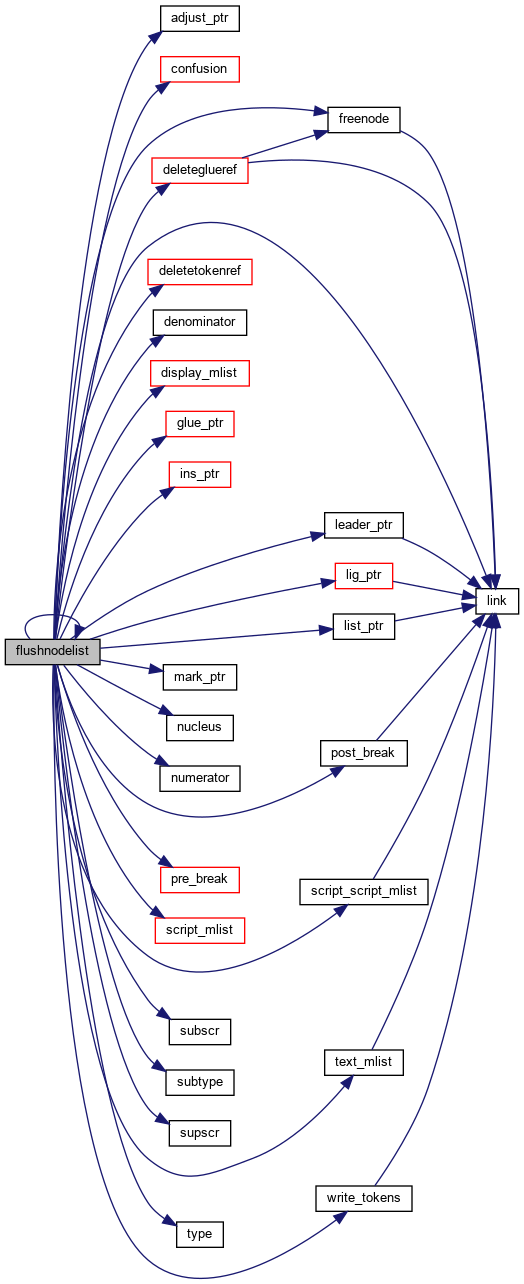 adjust_ptr
confusion
freenode
deleteglueref
deletetokenref
denominator
display_mlist
glue_ptr
ins_ptr
leader_ptr
lig_ptr
link
list_ptr
flushnodelist
mark_ptr
nucleus
post_break
numerator
pre_break
script_script_mlist
script_mlist
subscr
text_mlist
subtype
supscr
write_tokens
type